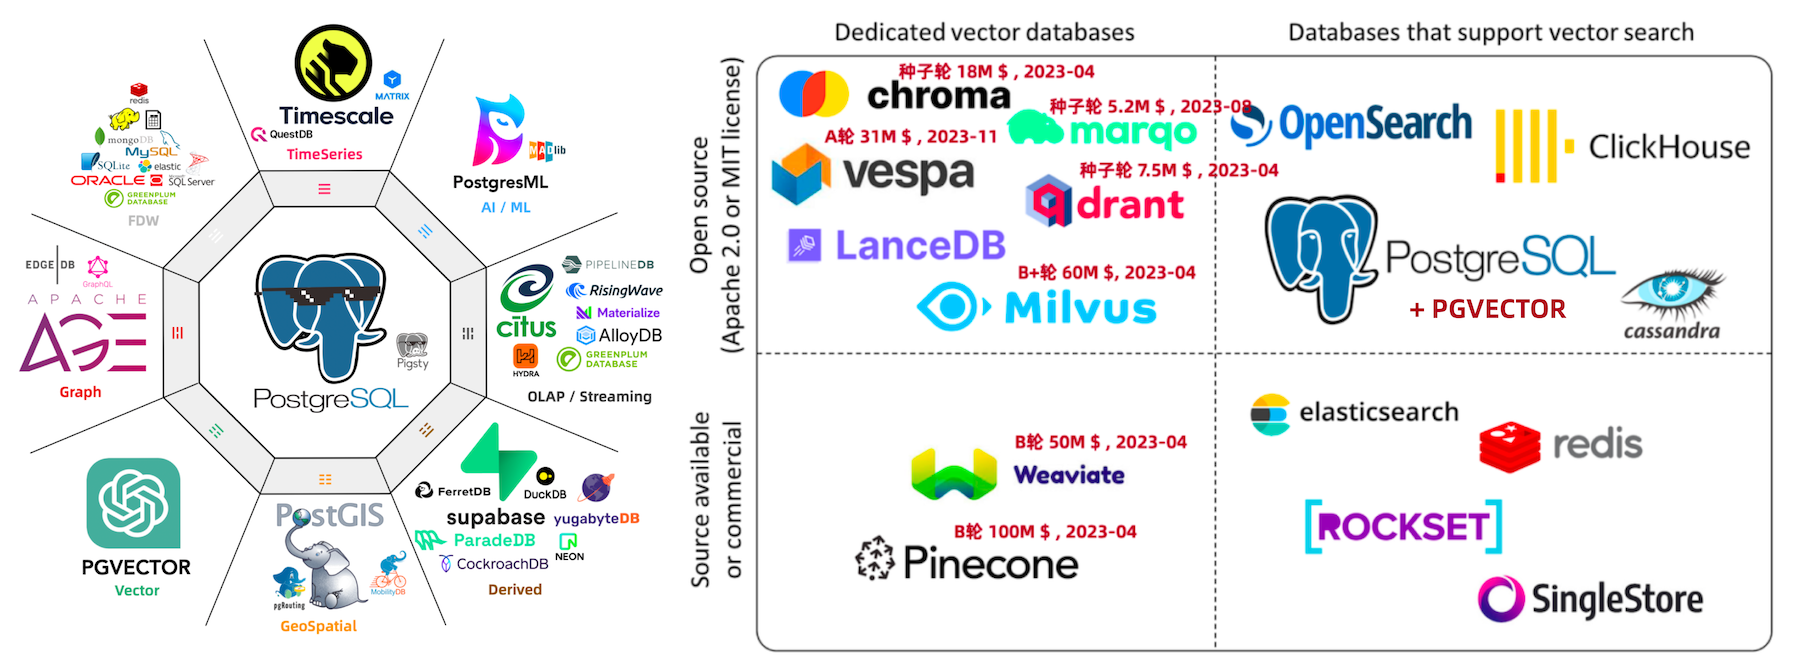 redis
mongoDB
MySQL
SQLite
elastic
ORACLE
SQL Server
GREENPLUM
DATABASE
FDW
Timescale
MATRIX
QuestDB
TimeSeries
MADlib
PostgresML
AI / ML
EDGE|DB
GraphQL
APACHE
AGE
Graph
PostgreSQL
Pigsty
PIPELINEDB
RisingWave
citus
Materialize
AlloyDB
HYDRA
GREENPLUM
DATABASE
OLAP / Streaming
PGVECTOR
Vector
PostGIS
pgRouting
MobilityDB
GeoSpatial
FerretDB
DuckDB
supabase
yugabyteDB
ParadeDB
NEON
CockroachDB
Derived
Dedicated vector databases
Databases that support vector search
Open source
(Apache 2.0 or MIT license)
Source available
or commercial
种子轮 18M $ , 2023-04
chroma
种子轮 5.2M $ , 2023-08
marqo
A轮 31M $ , 2023-11
vespa
种子轮 7.5M $ , 2023-04
qdrant
LanceDB
B+轮 60M $, 2023-04
Milvus
OpenSearch
ClickHouse
PostgreSQL
+ PGVECTOR
cassandra
B轮 50M $ , 2023-04
Weaviate
B轮 100M $ , 2023-04
Pinecone
elasticsearch
redis
ROCKSET
SingleStore